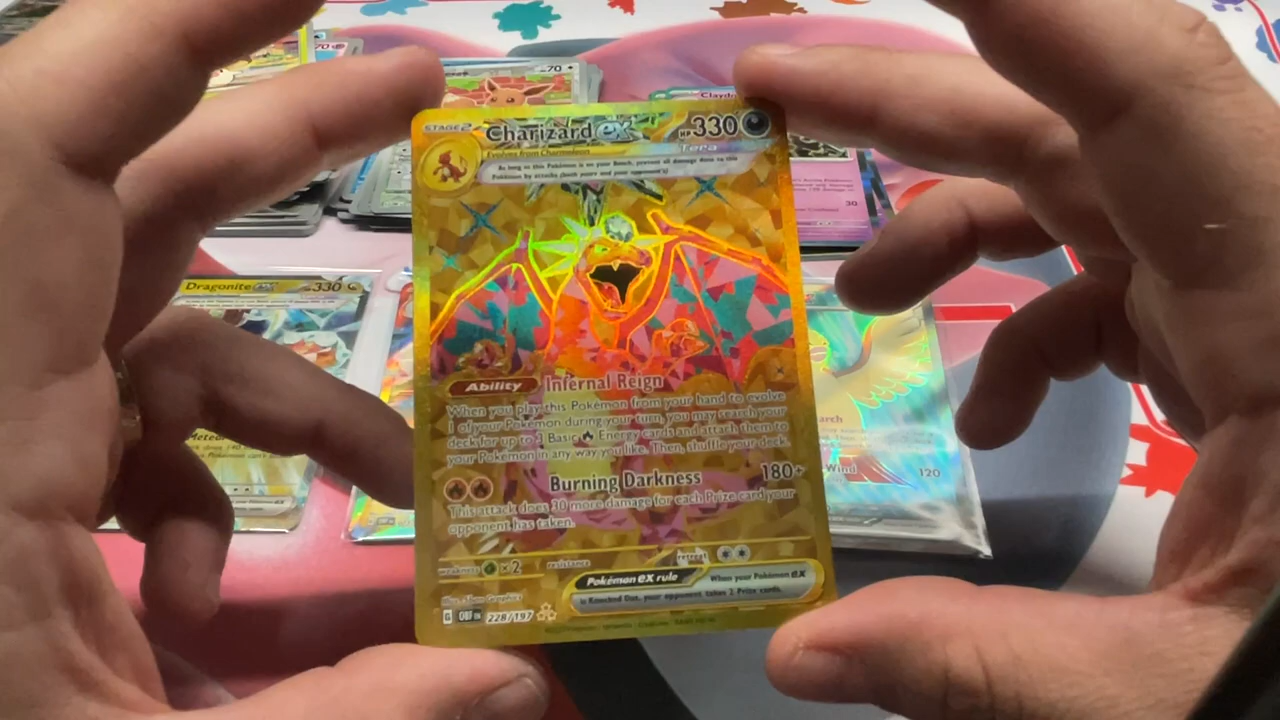 70
70
STAGE 2 Charizard ex HP 330
Tera
Evolves from Charmeleon
As long as this Pokémon is on your Bench, prevent all damage done to this
Pokémon by attacks (both yours and your opponent's).
Ability Infernal Reign
When you play this Pokémon from your hand to evolve
1 of your Pokémon during your turn, you may search your
deck for up to 3 Basic Energy cards and attach them to
your Pokémon in any way you like. Then, shuffle your deck.
Burning Darkness 180+
This attack does 30 more damage for each Prize card your
opponent has taken.
weakness ×2 resistance retreat
Pokémon ex rule When your Pokémon ex
is Knocked Out, your opponent takes 2 Prize cards.
G OBF EN 228/197
Dragonite ex 330
Claydol
30
Wind 120